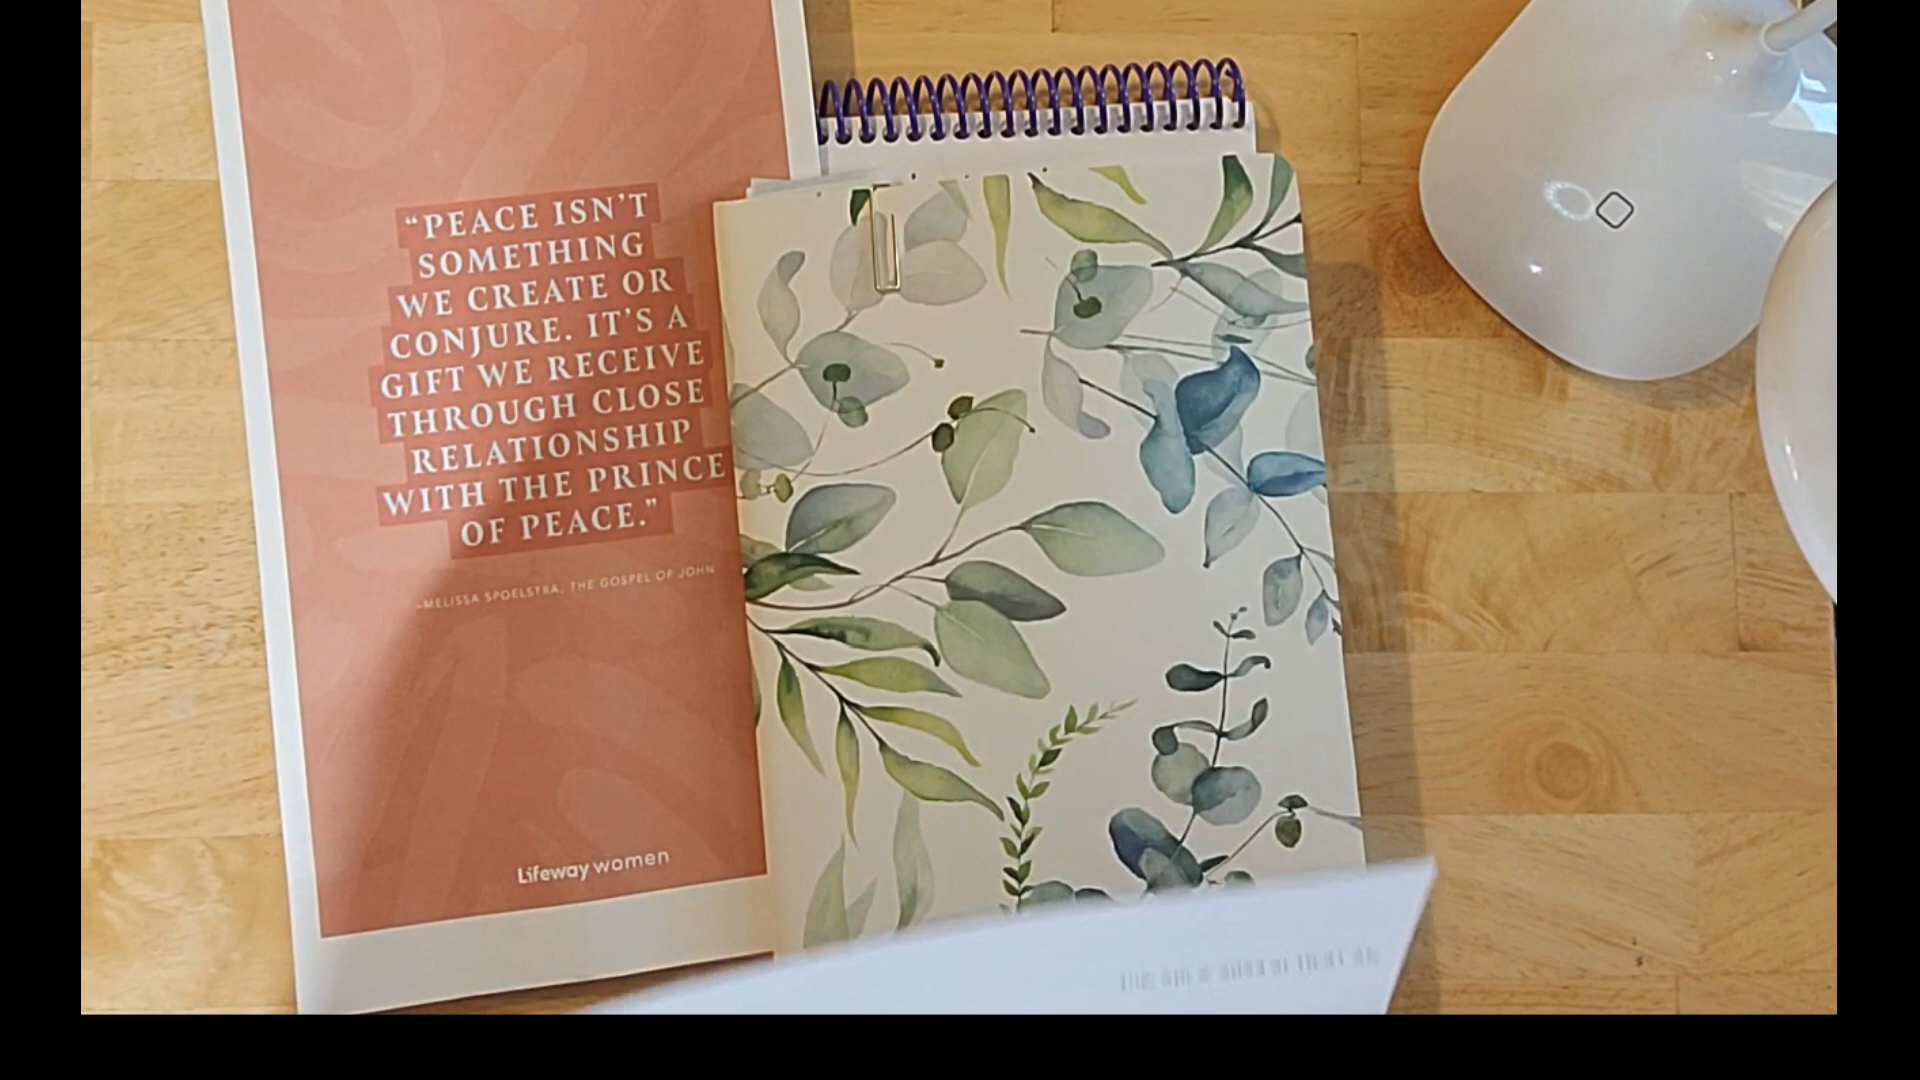 “PEACE ISN’T
SOMETHING
WE CREATE OR
CONJURE. IT’S A
GIFT WE RECEIVE
THROUGH CLOSE
RELATIONSHIP
WITH THE PRINCE
OF PEACE.”
–MELISSA SPOELSTRA, THE GOSPEL OF JOHN
Lifeway women